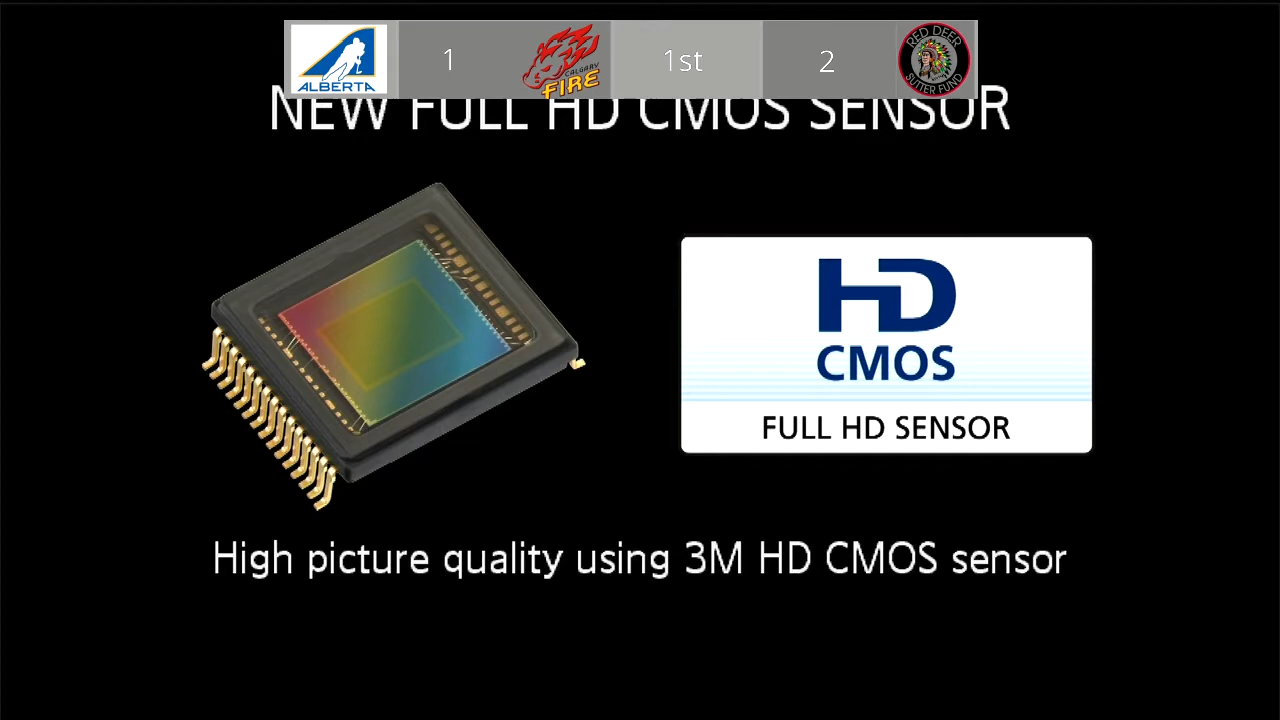 ALBERTA
1
CALGARY
FIRE
1st
2
RED DEER
SUTTER FUND
NEW FULL HD CMOS SENSOR
HD
CMOS
FULL HD SENSOR
High picture quality using 3M HD CMOS sensor